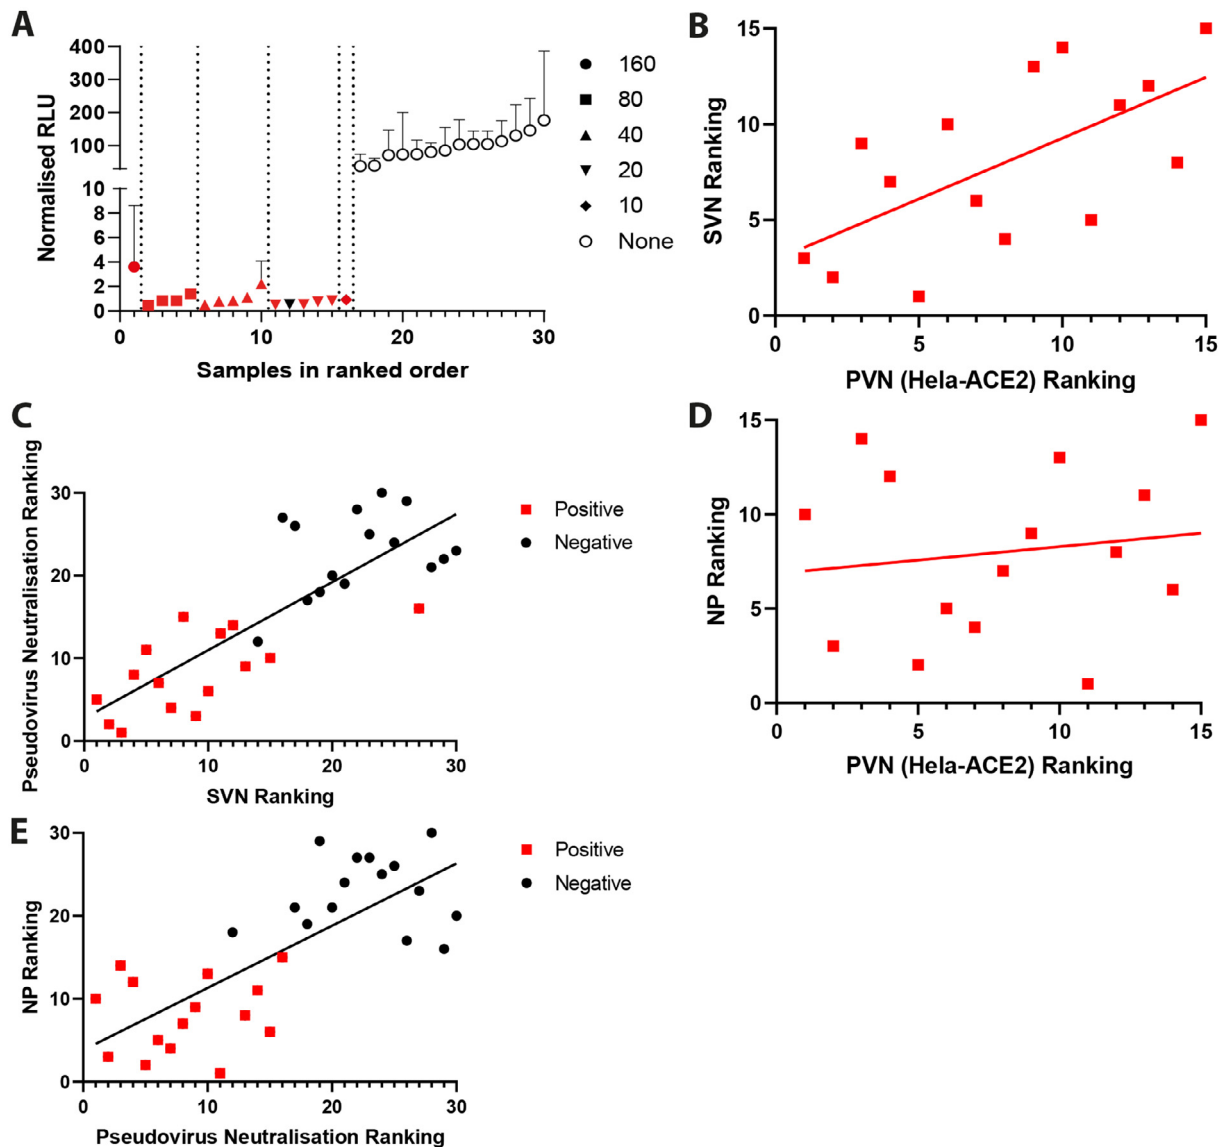 A
Normalised RLU
400
300
200
100
10
8
6
4
2
0
0
10
20
30
Samples in ranked order
160
80
40
20
10
None
B
SVN Ranking
15
10
5
0
0
5
10
15
PVN (Hela-ACE2) Ranking
C
Pseudovirus Neutralisation Ranking
30
20
10
0
0
10
20
30
SVN Ranking
Positive
Negative
D
NP Ranking
15
10
5
0
0
5
10
15
PVN (Hela-ACE2) Ranking
E
NP Ranking
30
20
10
0
0
10
20
30
Pseudovirus Neutralisation Ranking
Positive
Negative